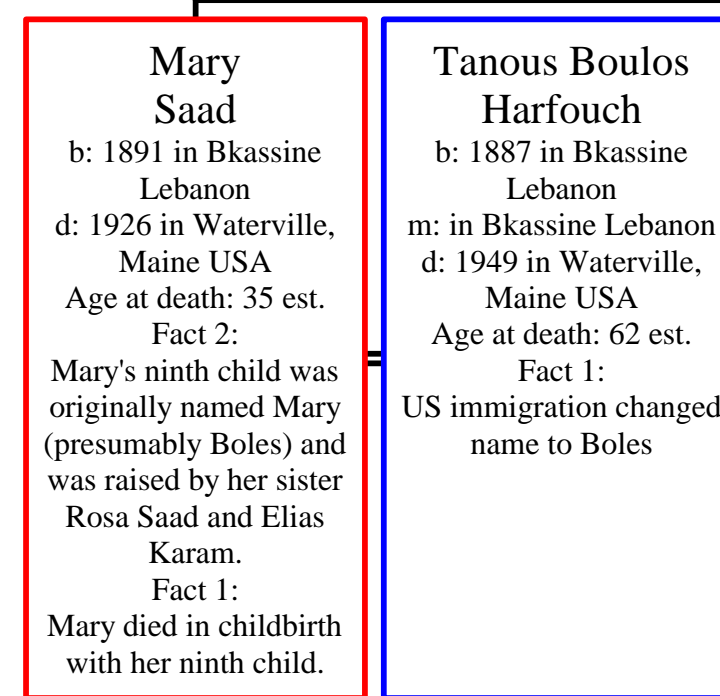 Mary
Saad
b: 1891 in Bkassine
Lebanon
d: 1926 in Waterville,
Maine USA
Age at death: 35 est.
Fact 2:
Mary's ninth child was
originally named Mary
(presumably Boles) and
was raised by her sister
Rosa Saad and Elias
Karam.
Fact 1:
Mary died in childbirth
with her ninth child.
Tanous Boulos
Harfouch
b: 1887 in Bkassine
Lebanon
m: in Bkassine Lebanon
d: 1949 in Waterville,
Maine USA
Age at death: 62 est.
Fact 1:
US immigration changed
name to Boles